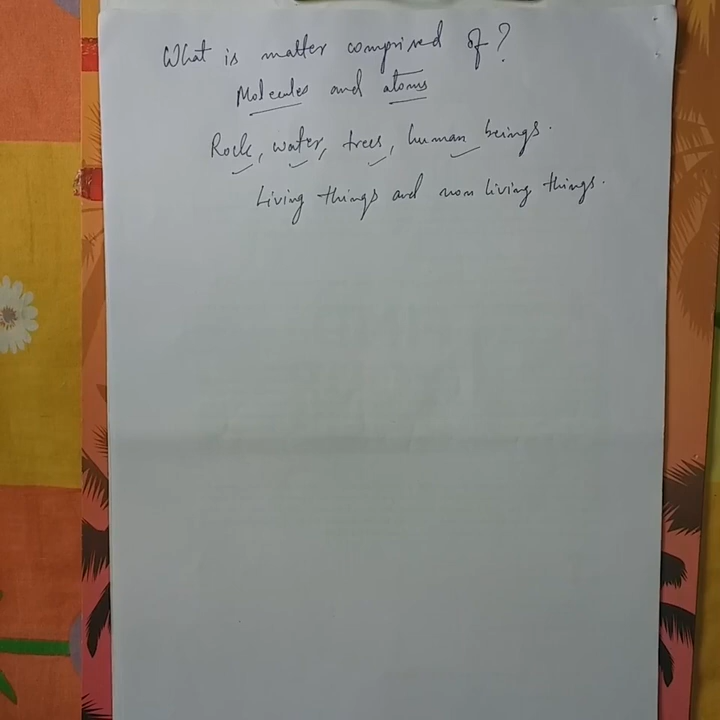 What is matter comprised of?
Molecules and atoms
Rock, water, trees, human beings.
Living things and non living things.